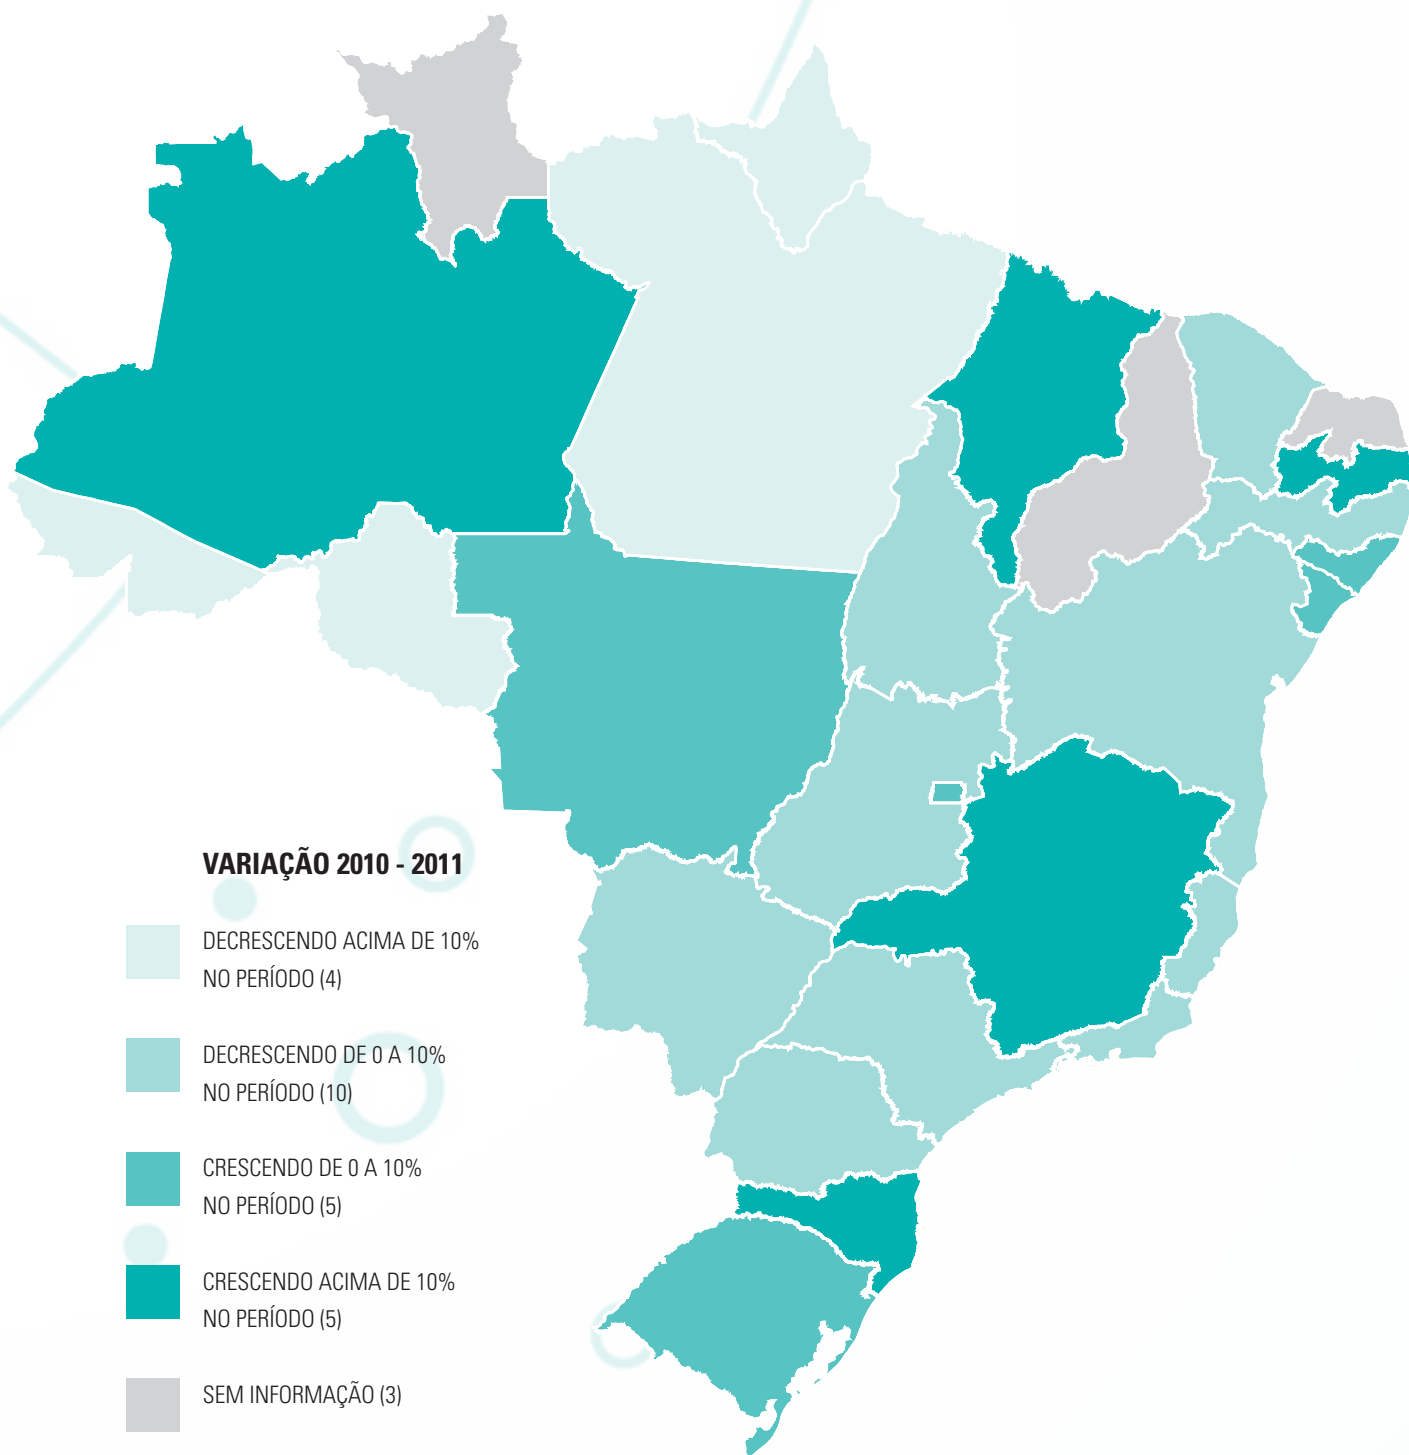 VARIAÇÃO 2010 - 2011
DECRESCENDO ACIMA DE 10%
NO PERÍODO (4)
DECRESCENDO DE 0 A 10%
NO PERÍODO (10)
CRESCENDO DE 0 A 10%
NO PERÍODO (5)
CRESCENDO ACIMA DE 10%
NO PERÍODO (5)
SEM INFORMAÇÃO (3)